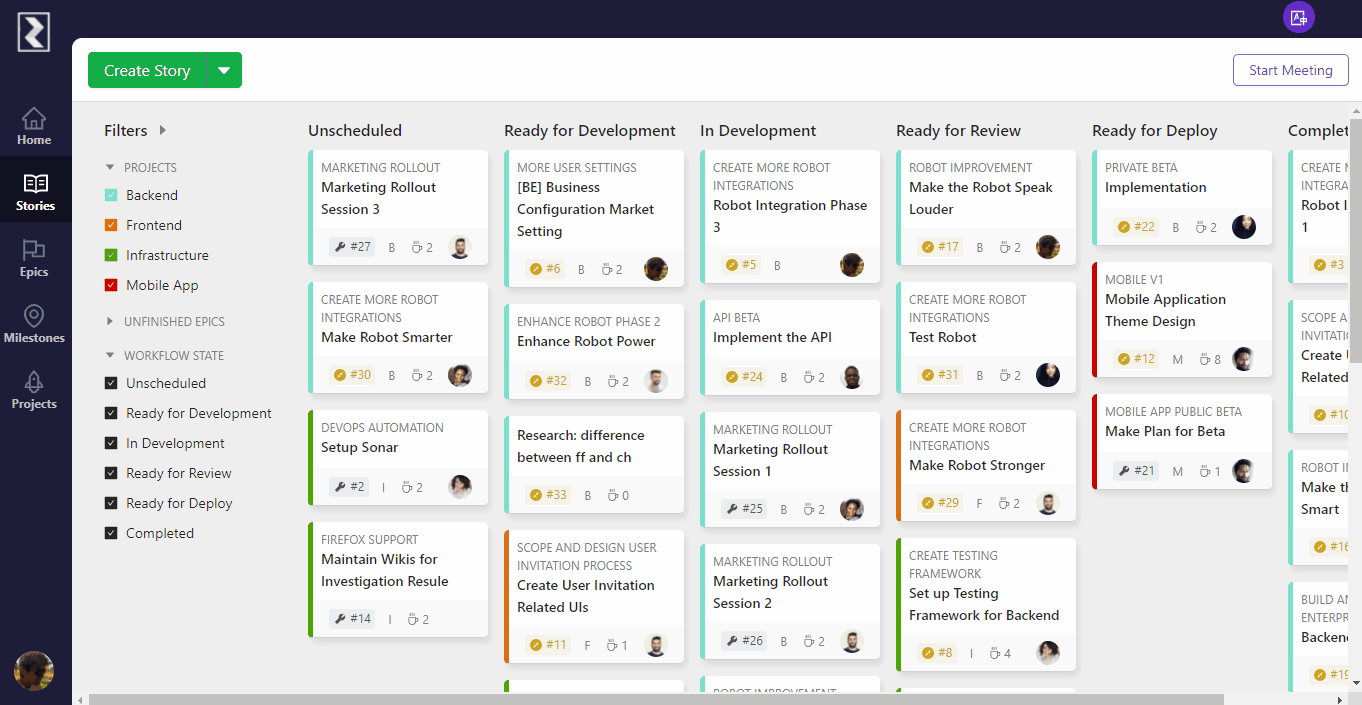 Create Story
Start Meeting
Home
Stories
Epics
Milestones
Projects
Filters
PROJECTS
Backend
Frontend
Infrastructure
Mobile App
UNFINISHED EPICS
WORKFLOW STATE
Unscheduled
Ready for Development
In Development
Ready for Review
Ready for Deploy
Completed
Unscheduled
MARKETING ROLLOUT
Marketing Rollout
Session 3
#27 B 2
CREATE MORE ROBOT
INTEGRATIONS
Make Robot Smarter
#30 B 2
DEVOPS AUTOMATION
Setup Sonar
#2 I 2
FIREFOX SUPPORT
Maintain Wikis for
Investigation Resule
#14 I 2
Ready for Development
MORE USER SETTINGS
[BE] Business
Configuration Market
Setting
#6 B 2
ENHANCE ROBOT PHASE 2
Enhance Robot Power
#32 B 2
Research: difference
between ff and ch
#33 B 0
SCOPE AND DESIGN USER
INVITATION PROCESS
Create User Invitation
Related UIs
#11 F 1
In Development
CREATE MORE ROBOT
INTEGRATIONS
Robot Integration Phase
3
#5 B
API BETA
Implement the API
#24 B 2
MARKETING ROLLOUT
Marketing Rollout
Session 1
#25 B 2
MARKETING ROLLOUT
Marketing Rollout
Session 2
#26 B 2
ROBOT IMPROVEMENT
Ready for Review
ROBOT IMPROVEMENT
Make the Robot Speak
Louder
#17 B 2
CREATE MORE ROBOT
INTEGRATIONS
Test Robot
#31 B 2
CREATE MORE ROBOT
INTEGRATIONS
Make Robot Stronger
#29 F 2
CREATE TESTING
FRAMEWORK
Set up Testing
Framework for Backend
#8 I 4
Ready for Deploy
PRIVATE BETA
Implementation
#22 B 2
MOBILE V1
Mobile Application
Theme Design
#12 M 8
MOBILE APP PUBLIC BETA
Make Plan for Beta
#21 M 1
Complet
CREATE
INTEGRA
Robot I
1
#3
SCOPE A
INVITATI
Create
Related
#10
ROBOT I
Make th
Smart
#16
BUILD AN
ENTERPR
Backen
#19